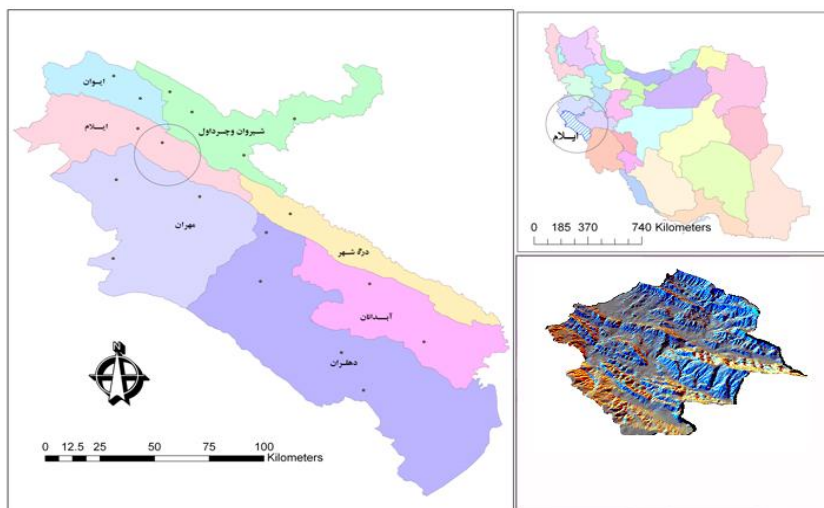 ایوان
شیروان وچرداول
ایلام
مهران
دره شهر
آبدانان
دهلران
N
0 12.5 25 50 75 100
Kilometers
ایلام
0 185 370 740 Kilometers